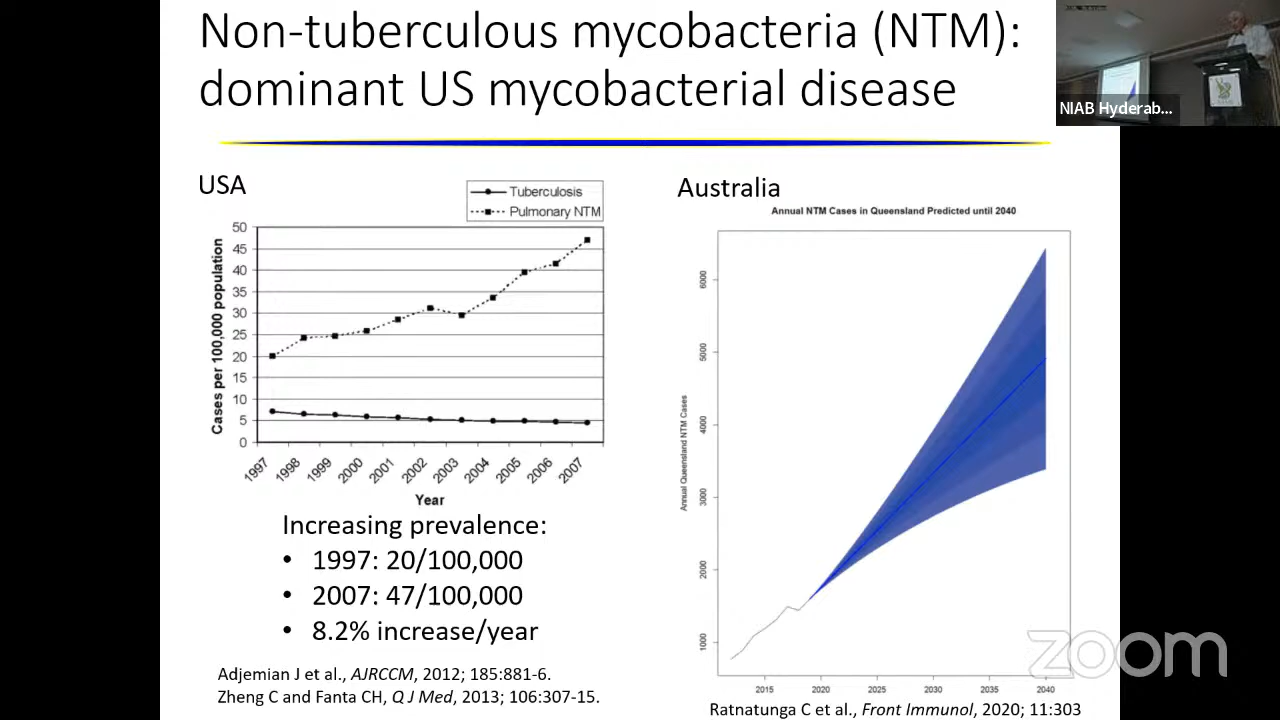 Non-tuberculous mycobacteria (NTM):
dominant US mycobacterial disease
NIAB Hyderab...
USA
Tuberculosis
Pulmonary NTM
Cases per 100,000 population
50
45
40
35
30
25
20
15
10
5
0
1997
1998
1999
2000
2001
2002
2003
2004
2005
2006
2007
Year
Increasing prevalence:
• 1997: 20/100,000
• 2007: 47/100,000
• 8.2% increase/year
Adjemian J et al., AJRCCM, 2012; 185:881-6.
Zheng C and Fanta CH, Q J Med, 2013; 106:307-15.
Australia
Annual NTM Cases in Queensland Predicted until 2040
Annual Queensland NTM Cases
6000
5000
4000
3000
2000
1000
2015
2020
2025
2030
2035
2040
Ratnatunga C et al., Front Immunol, 2020; 11:303
zoom